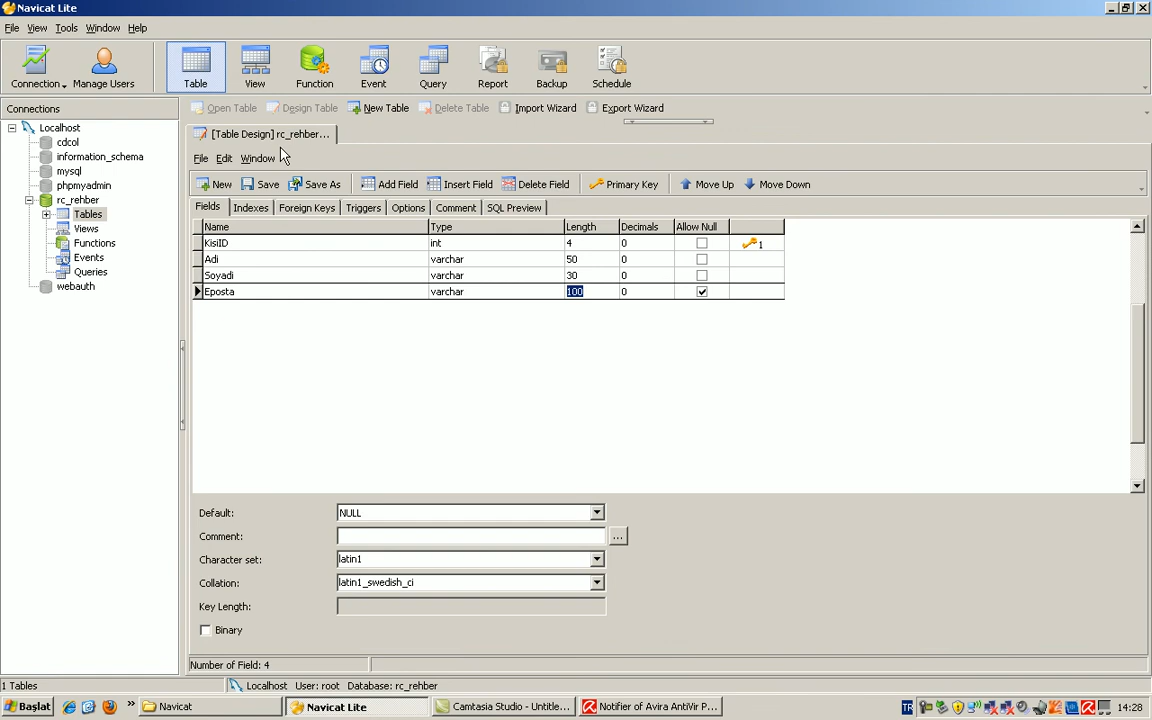 Navicat Lite
File View Tools Window Help
Connection Manage Users Table View Function Event Query Report Backup Schedule
Connections
Open Table Design Table New Table Delete Table Import Wizard Export Wizard
Localhost
cdcol
information_schema
mysql
phpmyadmin
rc_rehber
Tables
Views
Functions
Events
Queries
webauth
[Table Design] rc_rehber...
File Edit Window
New Save Save As Add Field Insert Field Delete Field Primary Key Move Up Move Down
Fields Indexes Foreign Keys Triggers Options Comment SQL Preview
Name Type Length Decimals Allow Null
KisiID int 4 0 1
Adi varchar 50 0
Soyadi varchar 30 0
Eposta varchar 100 0
Default: NULL
Comment: ...
Character set: latin1
Collation: latin1_swedish_ci
Key Length:
Binary
Number of Field: 4
1 Tables Localhost User: root Database: rc_rehber
Başlat Navicat Navicat Lite Camtasia Studio - Untitle... Notifier of Avira AntiVir P... TR 14:28